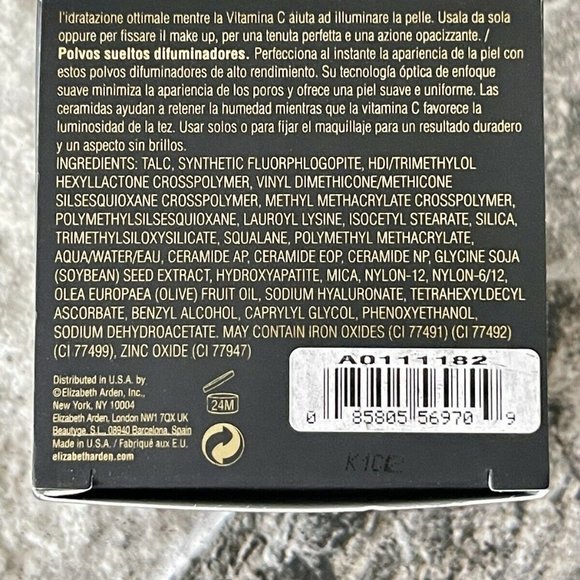 l'idratazione ottimale mentre la Vitamina C aiuta ad illuminare la pelle. Usala da sola
oppure per fissare il make up, per una tenuta perfetta e una azione opacizzante. /
Polvos sueltos difuminadores. Perfecciona al instante la apariencia de la piel con
estos polvos difuminadores de alto rendimiento. Su tecnología óptica de enfoque
suave minimiza la apariencia de los poros y ofrece una piel suave e uniforme. Las
ceramidas ayudan a retener la humedad mientras que la vitamina C favorece la
luminosidad de la tez. Usar solos o para fijar el maquillaje para un resultado duradero
y un aspecto sin brillos.
INGREDIENTS: TALC, SYNTHETIC FLUORPHLOGOPITE, HDI/TRIMETHYLOL
HEXYLLACTONE CROSSPOLYMER, VINYL DIMETHICONE/METHICONE
SILSESQUIOXANE CROSSPOLYMER, METHYL METHACRYLATE CROSSPOLYMER,
POLYMETHYLSILSESQUIOXANE, LAUROYL LYSINE, ISOCETYL STEARATE, SILICA,
TRIMETHYLSILOXYSILICATE, SQUALANE, POLYMETHYL METHACRYLATE,
AQUA/WATER/EAU, CERAMIDE AP, CERAMIDE EOP, CERAMIDE NP, GLYCINE SOJA
(SOYBEAN) SEED EXTRACT, HYDROXYAPATITE, MICA, NYLON-12, NYLON-6/12,
OLEA EUROPAEA (OLIVE) FRUIT OIL, SODIUM HYALURONATE, TETRAHEXYLDECYL
ASCORBATE, BENZYL ALCOHOL, CAPRYLYL GLYCOL, PHENOXYETHANOL,
SODIUM DEHYDROACETATE. MAY CONTAIN IRON OXIDES (CI 77491) (CI 77492)
(CI 77499), ZINC OXIDE (CI 77947)
Distributed in U.S.A. by
©Elizabeth Arden, Inc.,
New York, NY 10004
Elizabeth Arden, London NW1 7QX UK
Beautyge, S.L., 08940 Barcelona, Spain
Made in U.S.A. / Fabriqué aux E.U.
elizabetharden.com
24M
A0111182
0 85805 56970 9